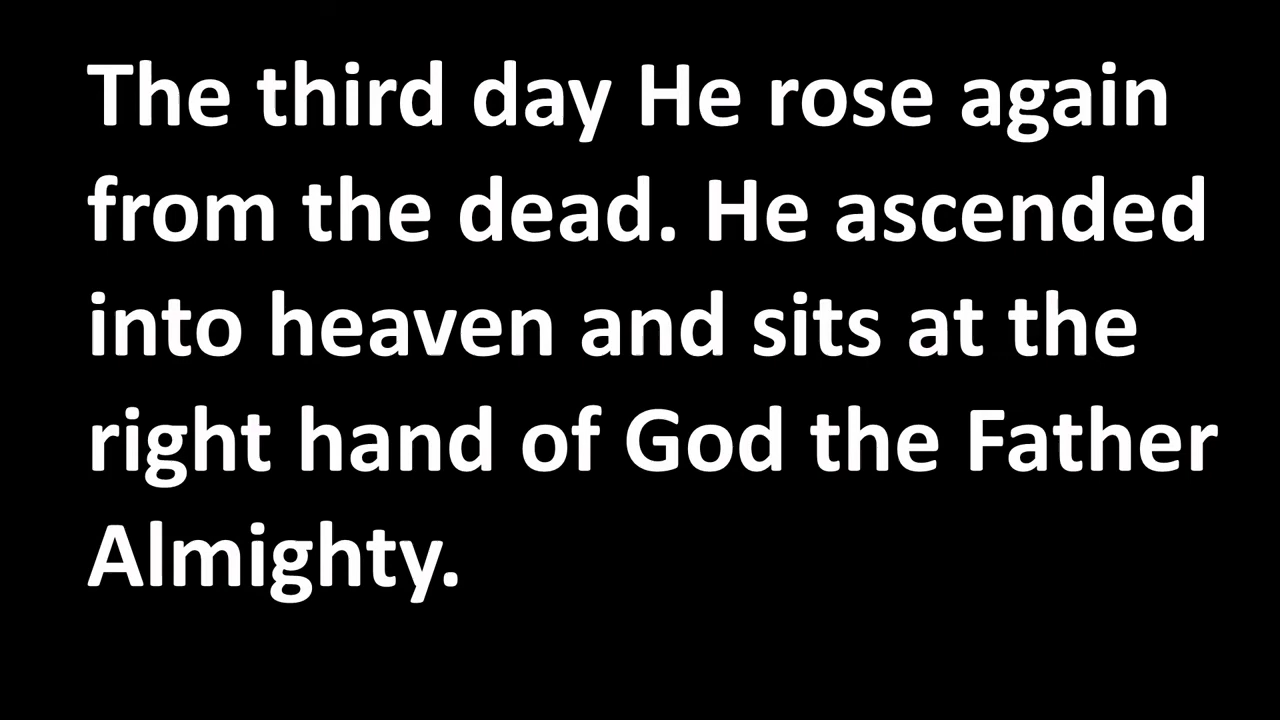 The third day He rose again
from the dead. He ascended
into heaven and sits at the
right hand of God the Father
Almighty.